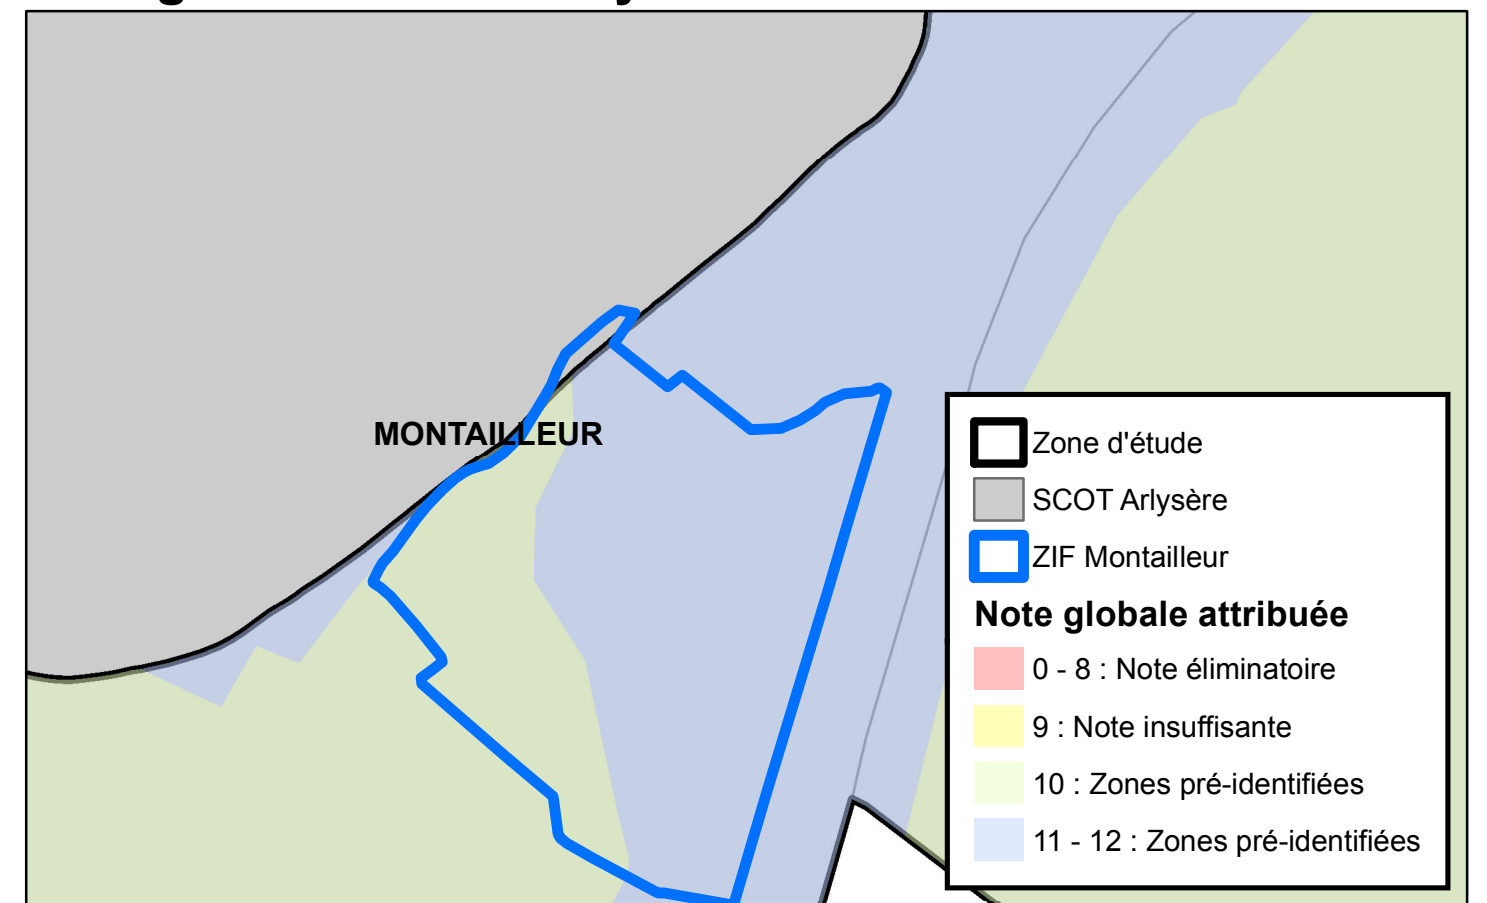 MONTAILLEUR
Zone d'étude
SCOT Arlysère
ZIF Montailleur
Note globale attribuée
0 - 8 : Note éliminatoire
9 : Note insuffisante
10 : Zones pré-identifiées
11 - 12 : Zones pré-identifiées